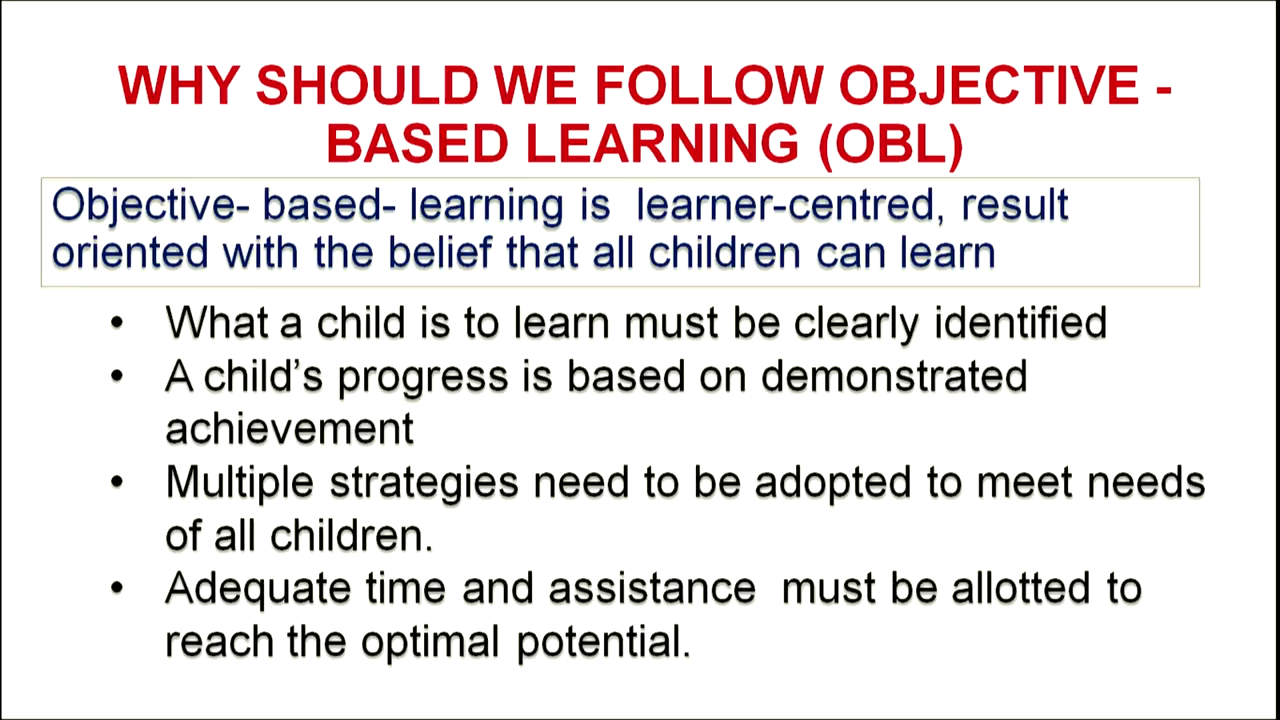 WHY SHOULD WE FOLLOW OBJECTIVE -
BASED LEARNING (OBL)
Objective- based- learning is learner-centred, result
oriented with the belief that all children can learn
• What a child is to learn must be clearly identified
• A child’s progress is based on demonstrated
achievement
• Multiple strategies need to be adopted to meet needs
of all children.
• Adequate time and assistance must be allotted to
reach the optimal potential.